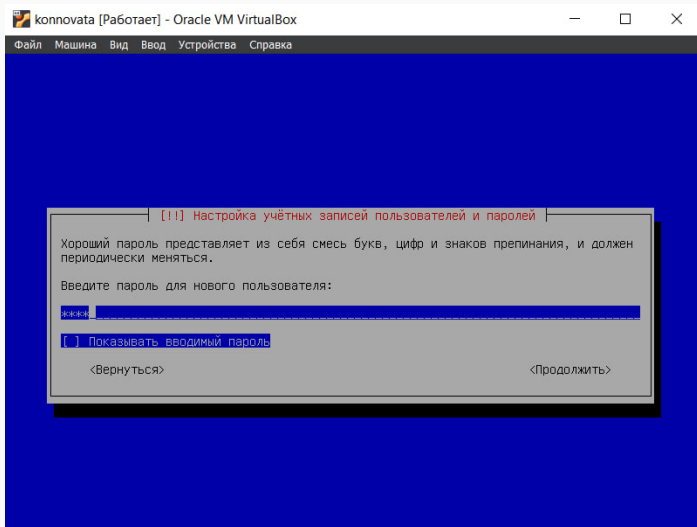 konnovata [Работает] - Oracle VM VirtualBox
Файл Машина Вид Ввод Устройства Справка
[!!] Настройка учётных записей пользователей и паролей
Хороший пароль представляет из себя смесь букв, цифр и знаков препинания, и должен
периодически меняться.
Введите пароль для нового пользователя:
****
[ ] Показывать вводимый пароль
<Вернуться> <Продолжить>